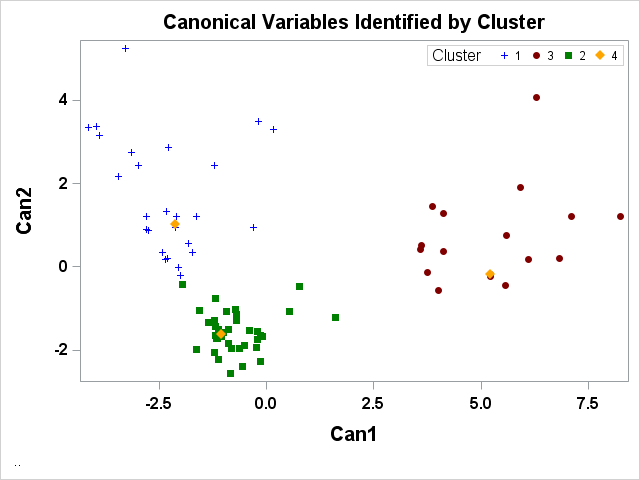 Canonical Variables Identified by Cluster
Cluster 1 3 2 4
4
2
0
-2
Can2
-2.5 0.0 2.5 5.0 7.5
Can1
..